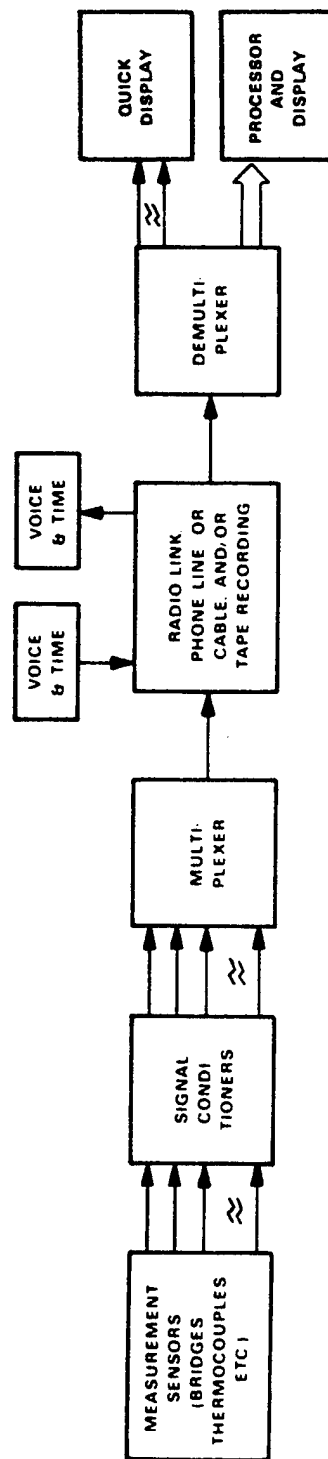 MEASUREMENT
SENSORS
(BRIDGES
THERMOCOUPLES
ETC)
≈
SIGNAL
CONDI
TIONERS
≈
MULTI-
PLEXER
VOICE
& TIME
VOICE
& TIME
RADIO LINK
PHONE LINE OR
CABLE. AND/OR
TAPE RECORDING
DEMULTI-
PLEXER
≈
QUICK
DISPLAY
PROCESSOR
AND
DISPLAY